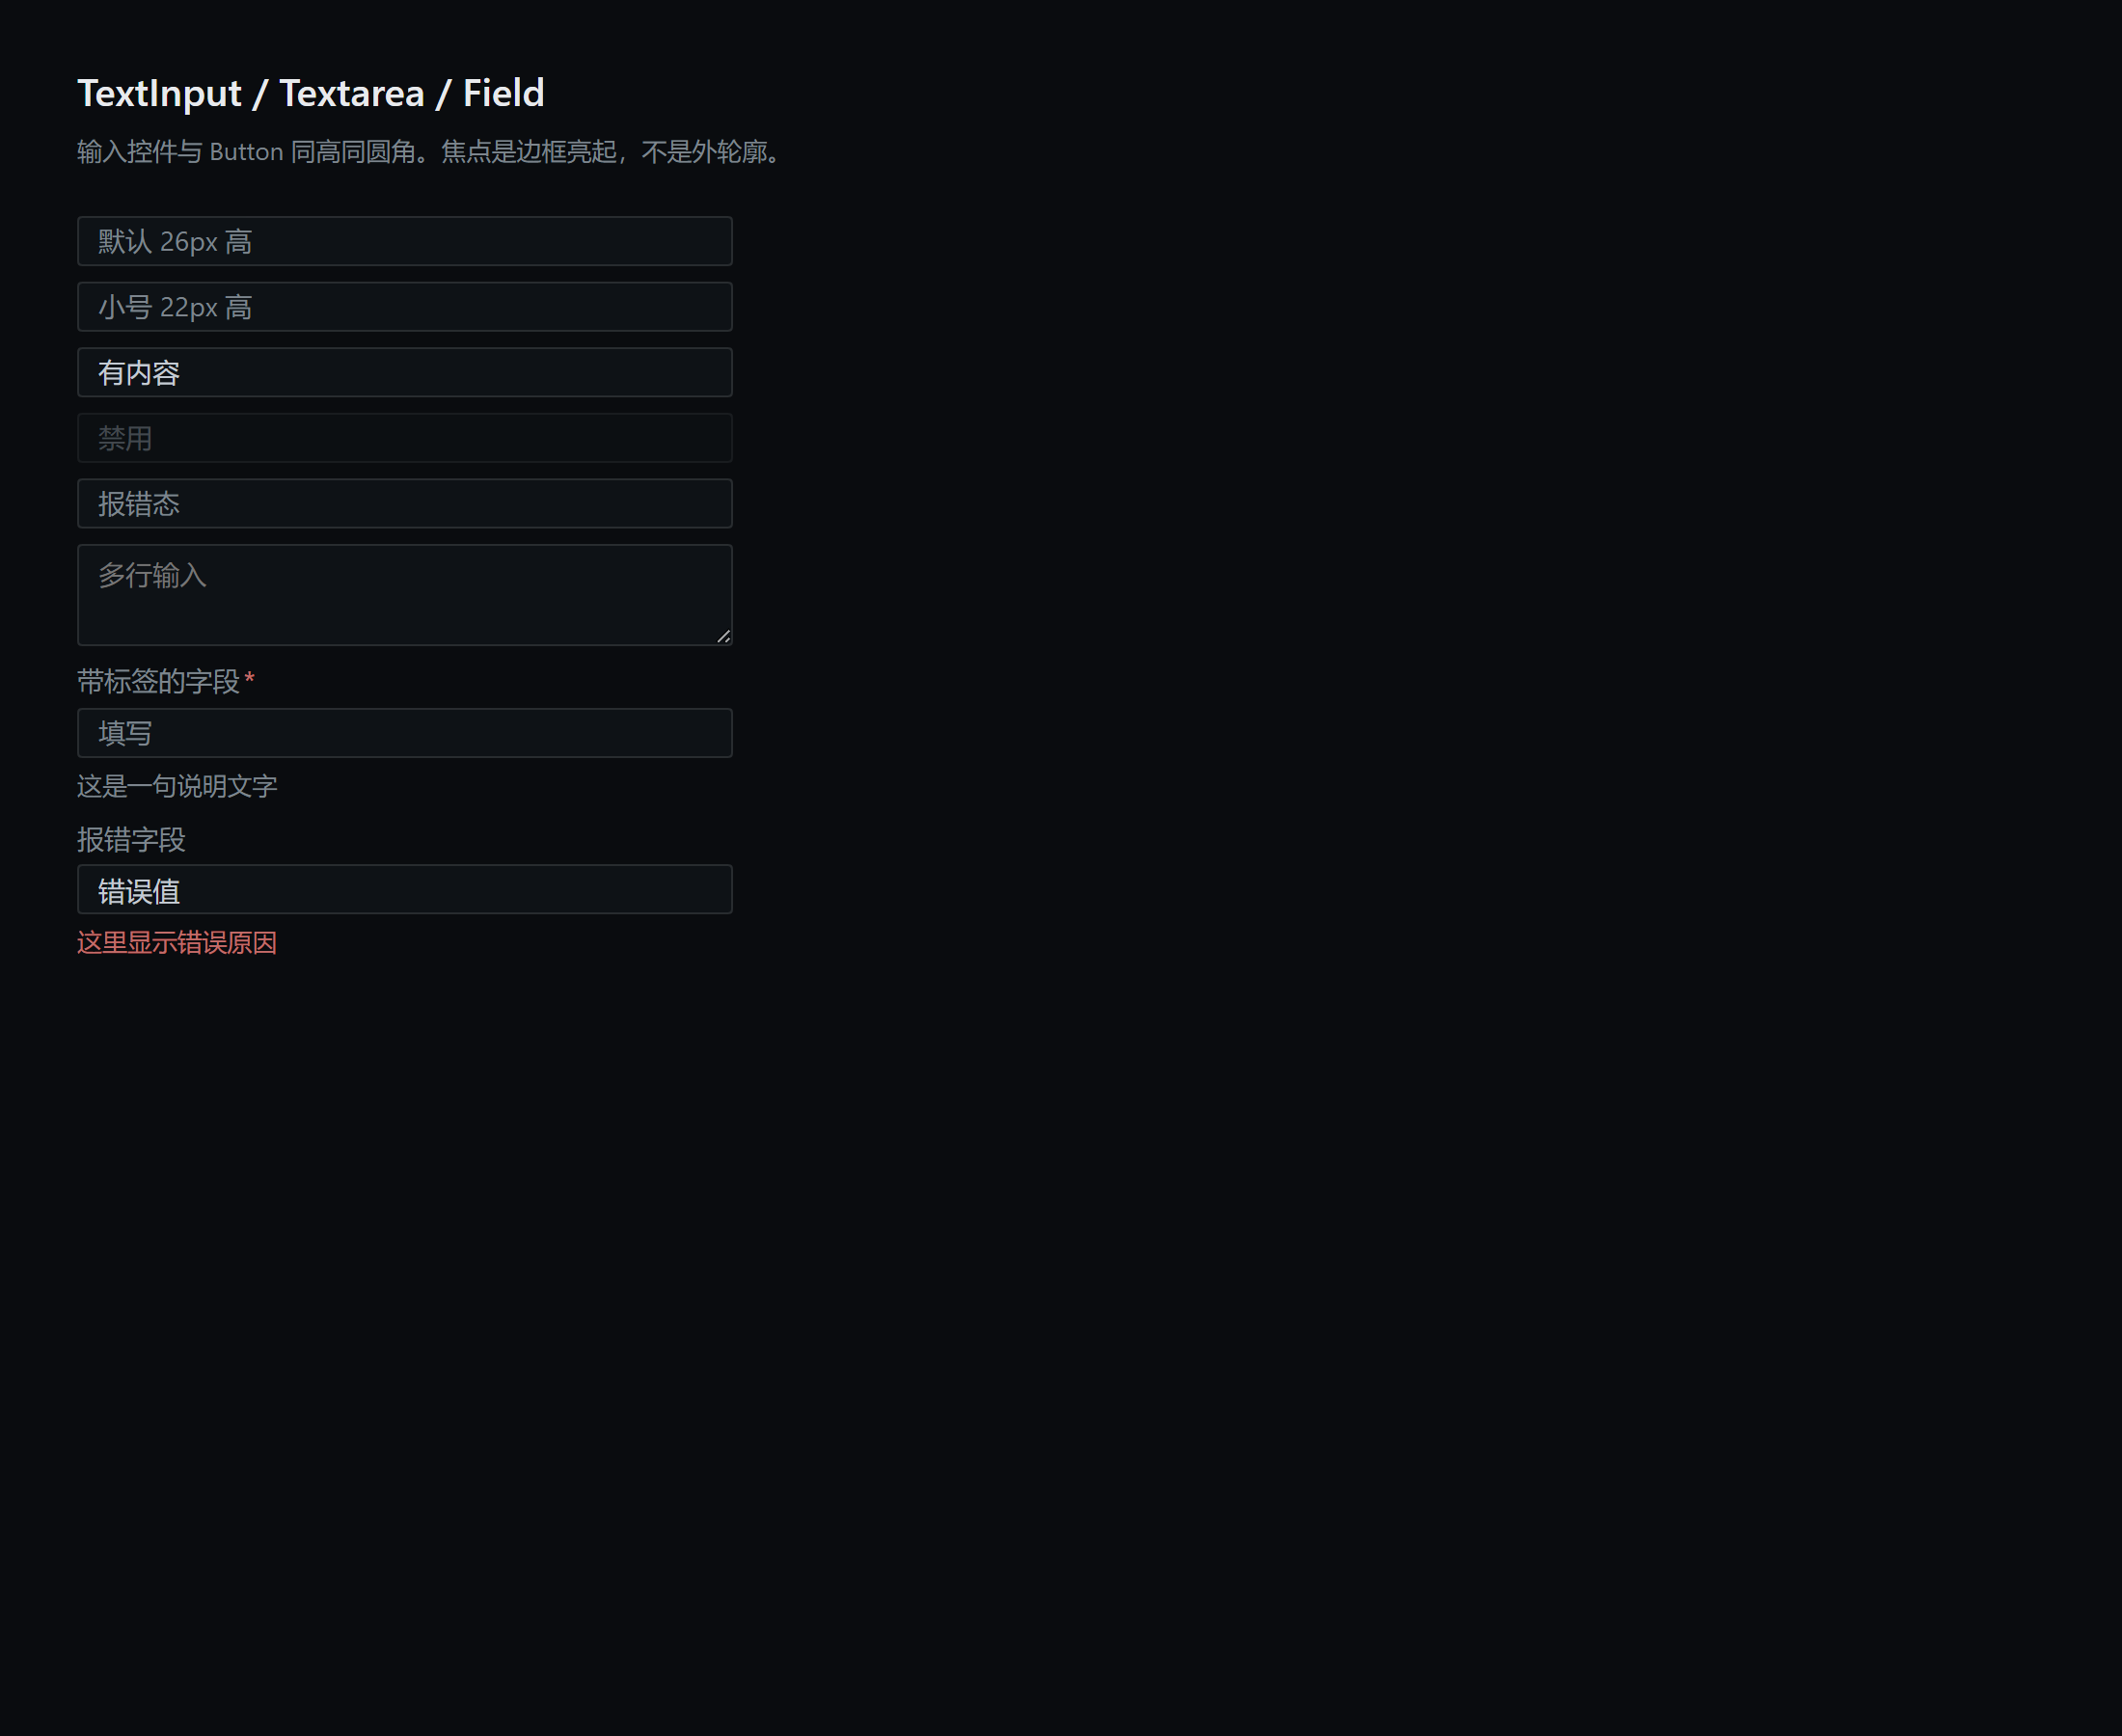 TextInput / Textarea / Field
输入控件与 Button 同高同圆角。焦点是边框亮起，不是外轮廓。
默认 26px 高
小号 22px 高
有内容
禁用
报错态
多行输入
带标签的字段*
填写
这是一句说明文字
报错字段
错误值
这里显示错误原因